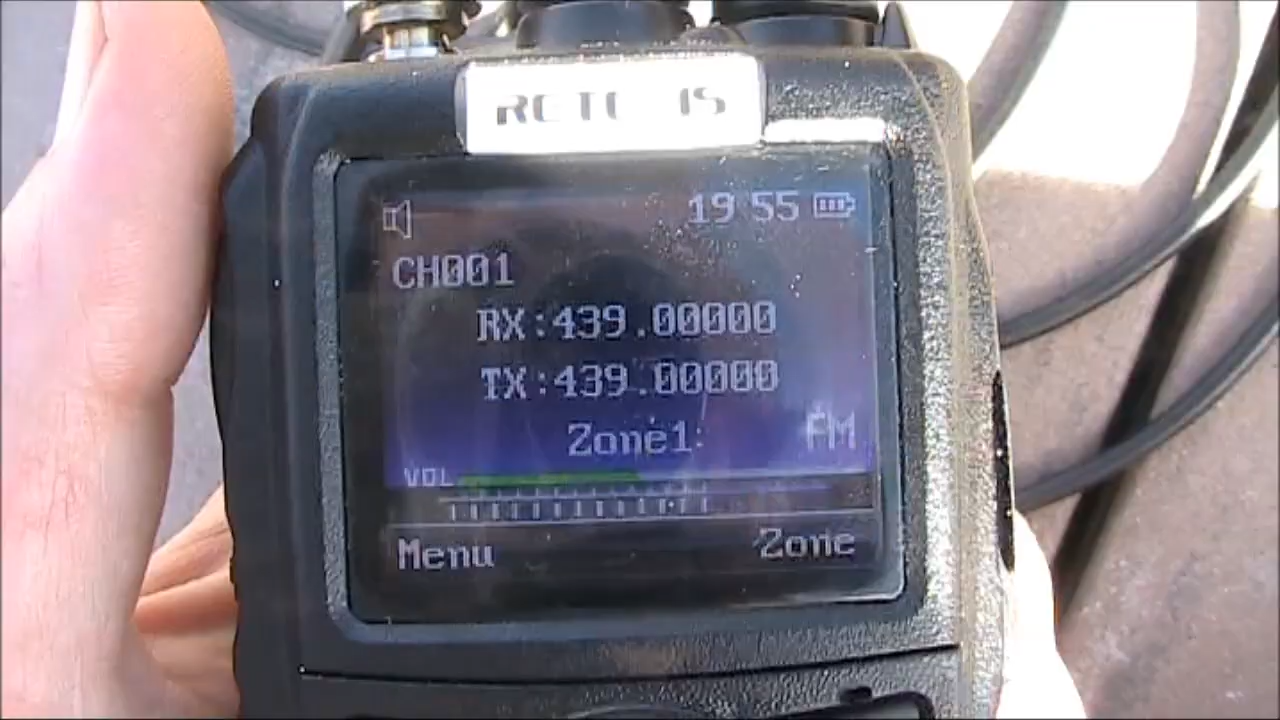 RETEVIS
19:55
CH001
RX:439.00000
TX:439.00000
Zone1:
FM
VOL
Menu
Zone